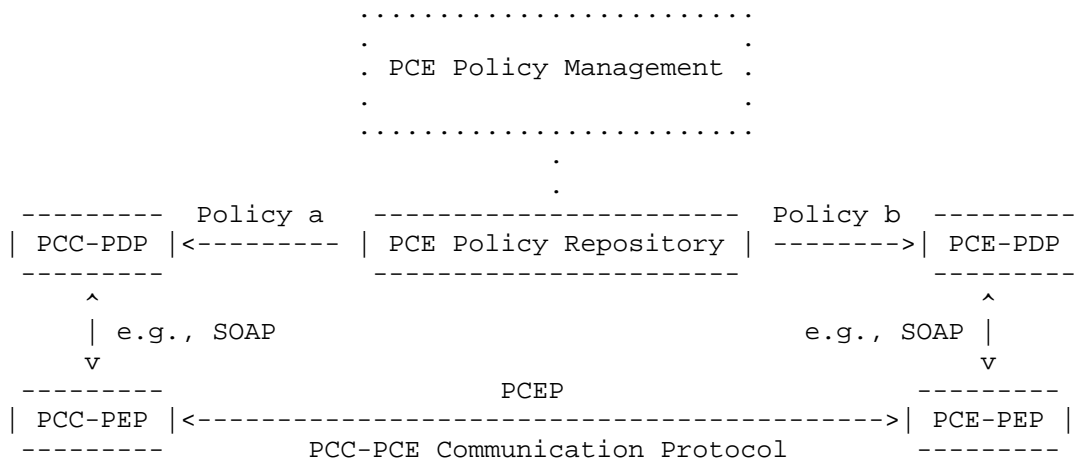 PCE Policy Management
Policy a Policy b
PCC-PDP PCE Policy Repository PCE-PDP
e.g., SOAP e.g., SOAP
PCEP
PCC-PEP PCE-PEP
PCC-PCE Communication Protocol